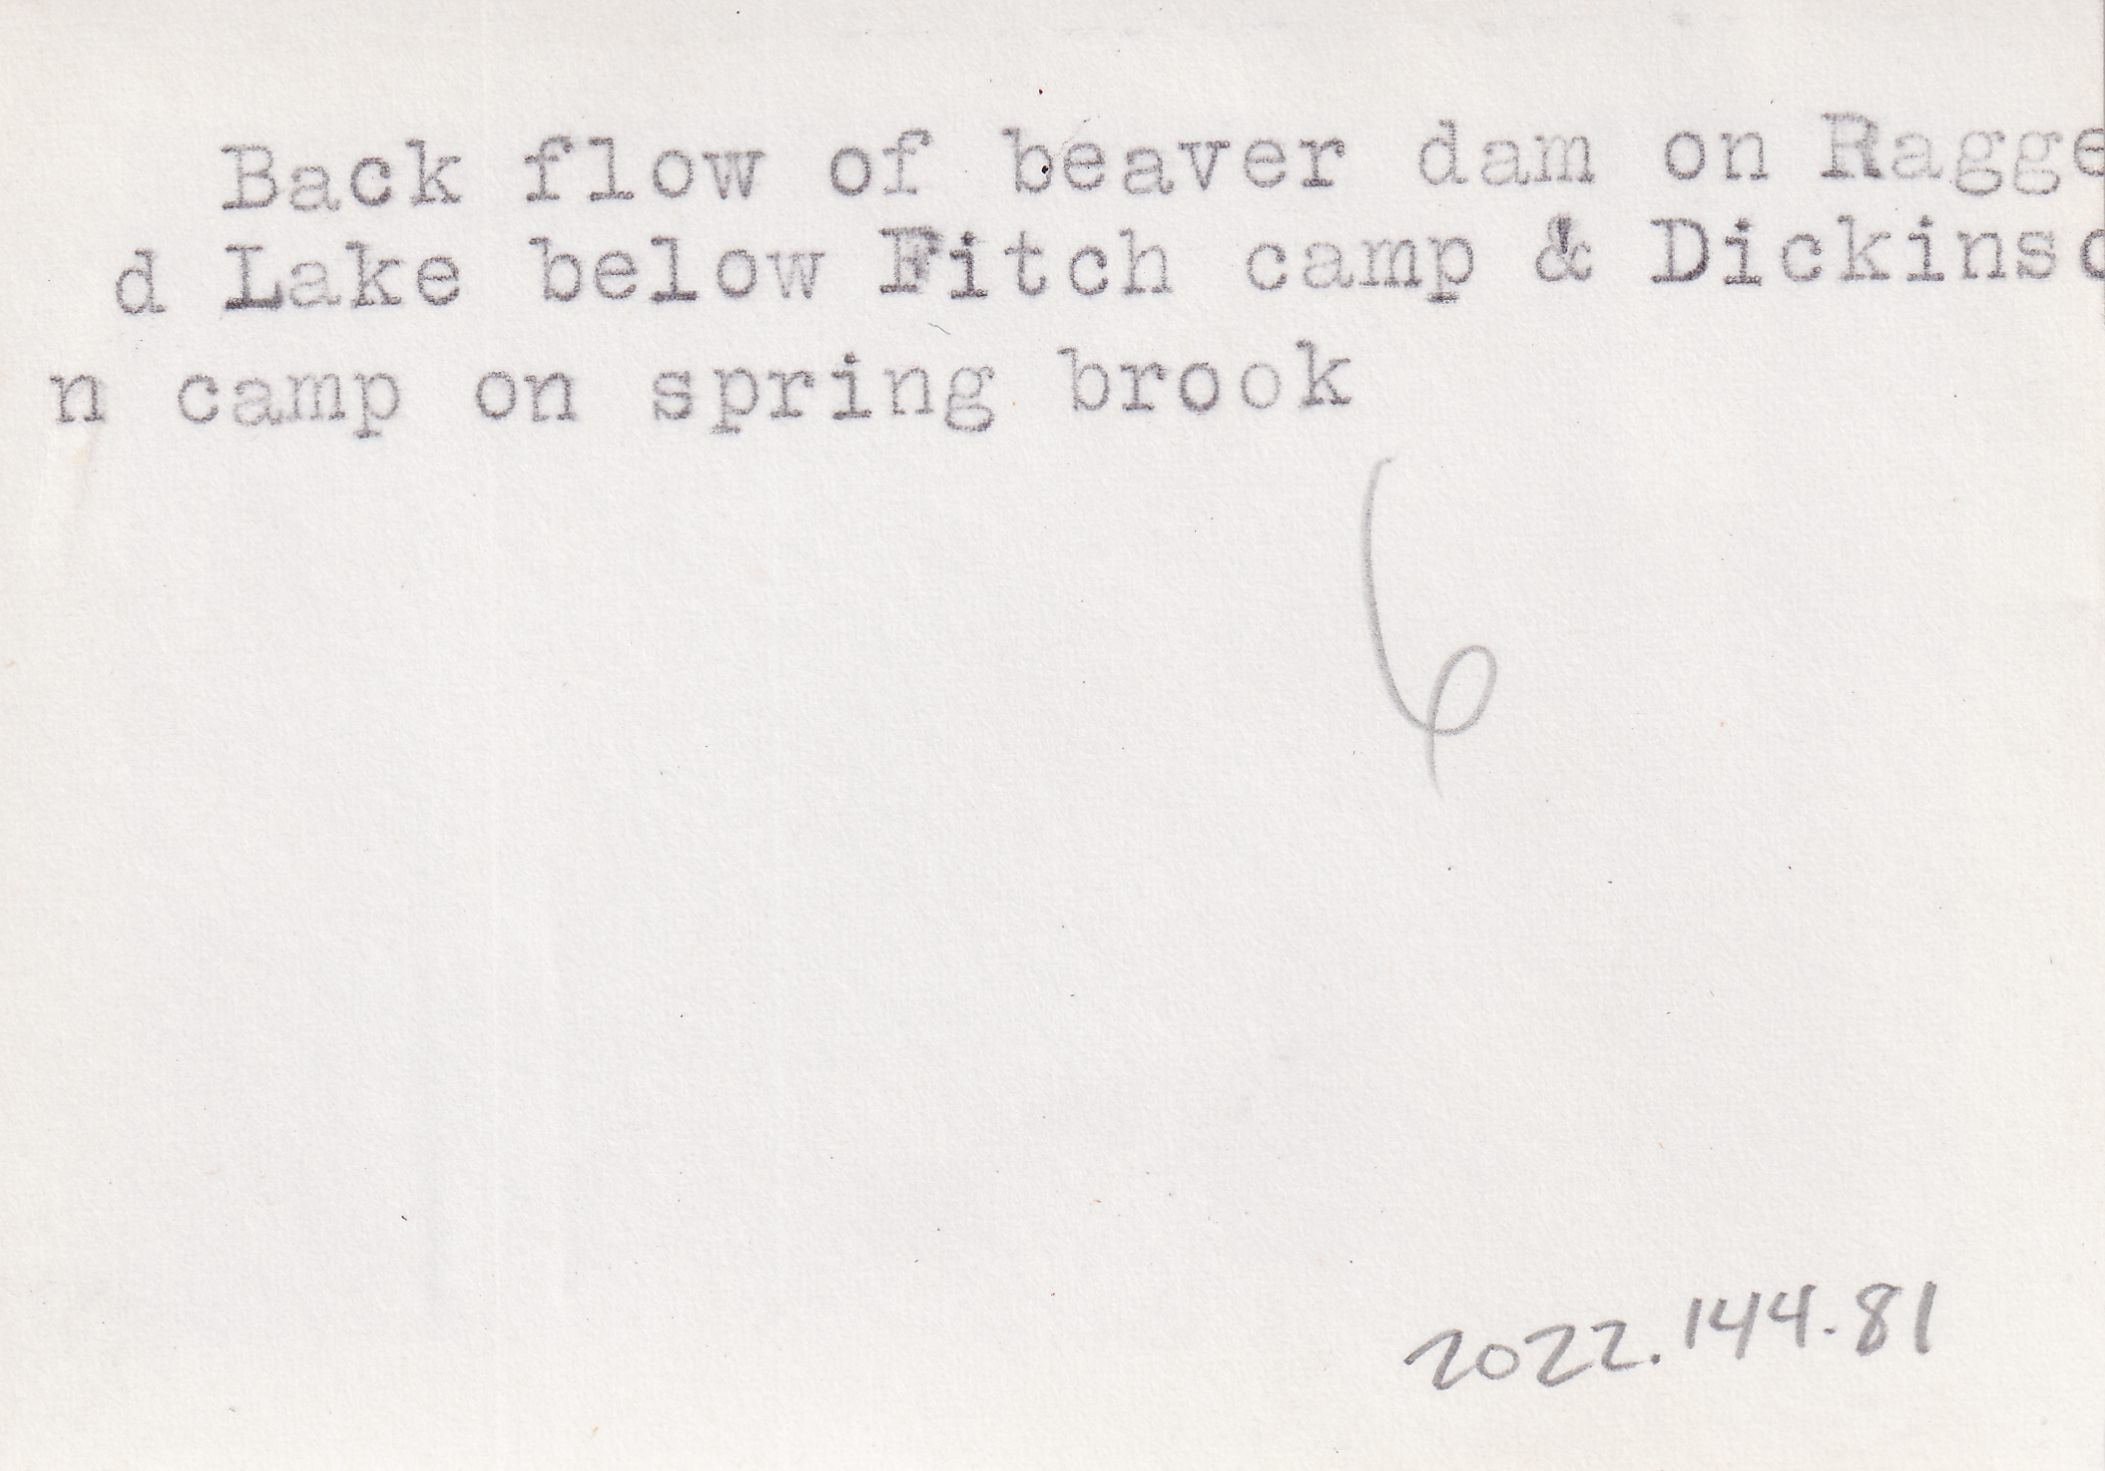 Back flow of beaver dam on Ragge
d Lake below Fitch camp & Dickinso
n camp on spring brook
6
2022.144.81